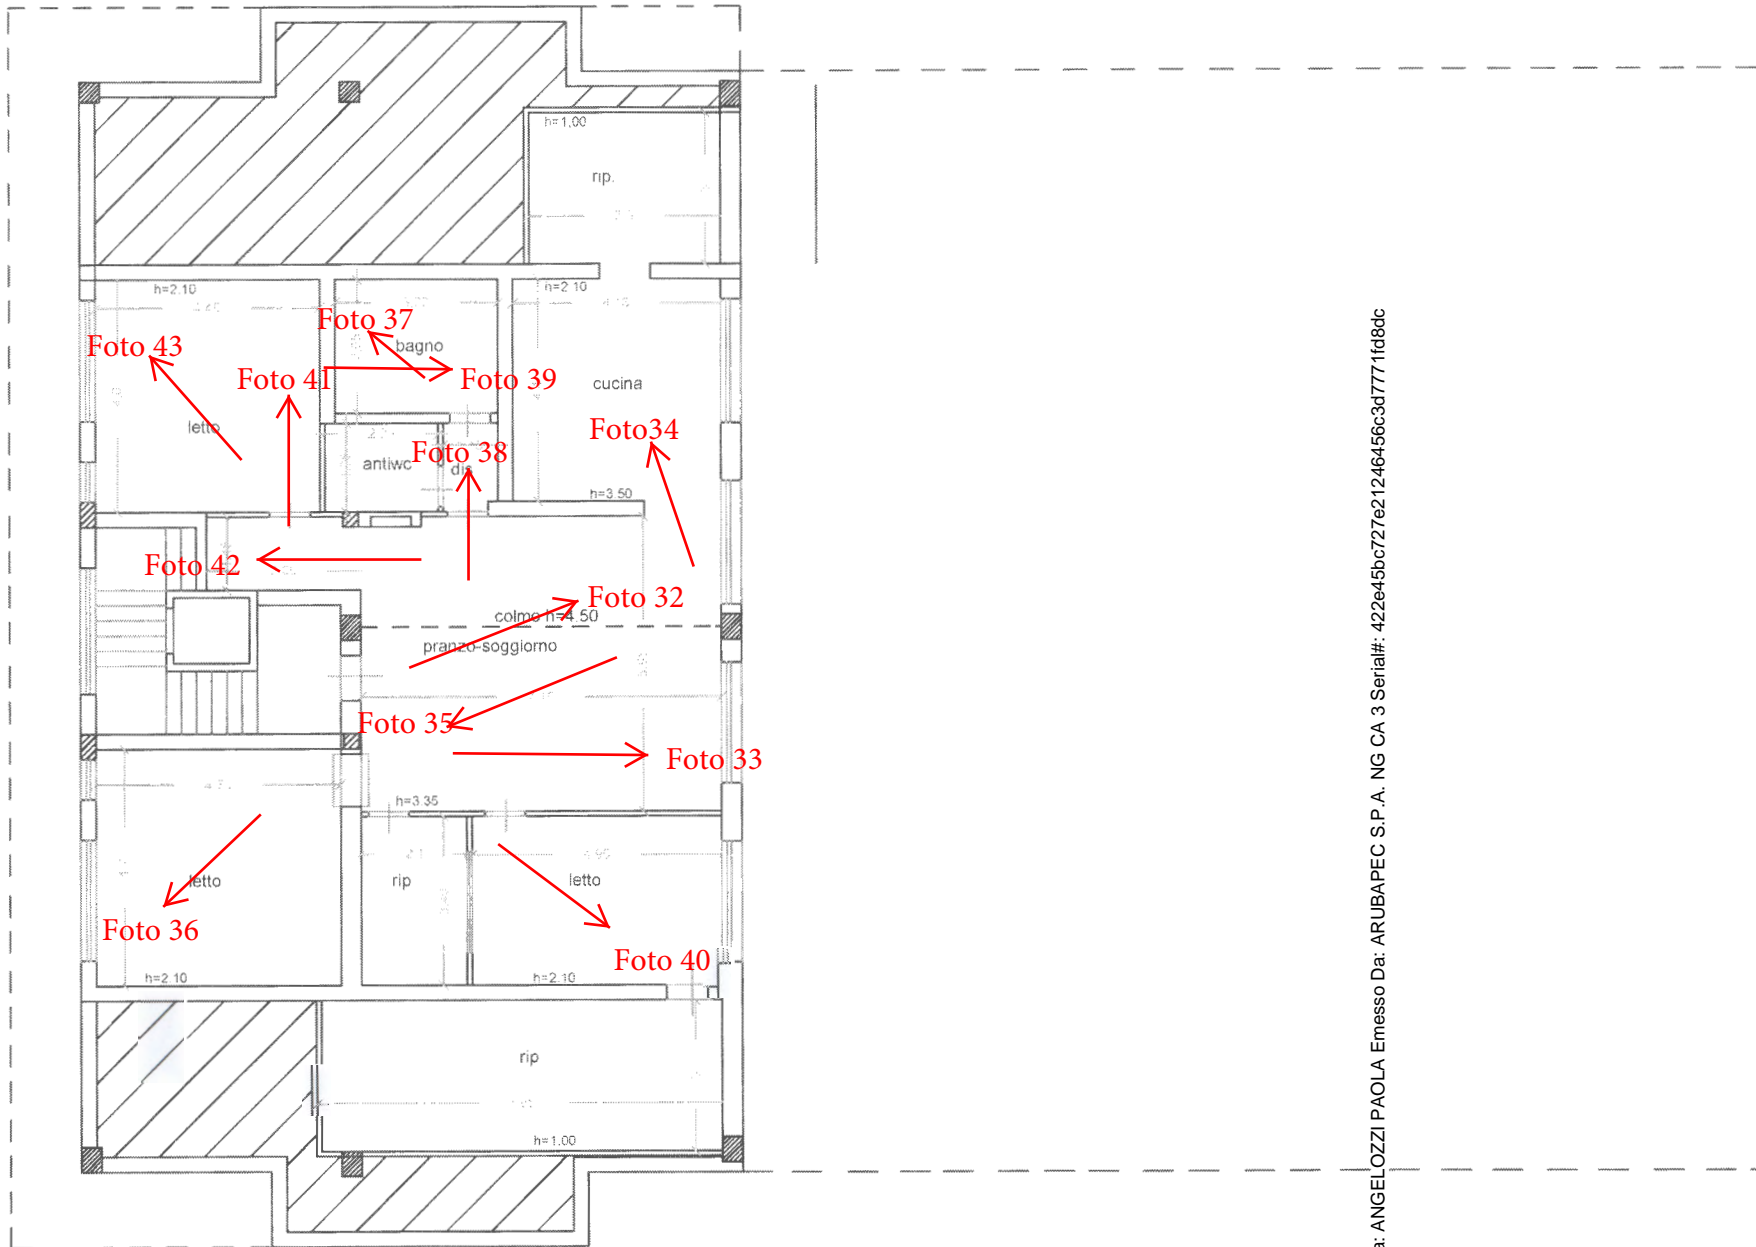 h=1,00
rip.
h=2.10
h=2 10
Foto 37
Foto 43
bagno
Foto 41
Foto 39
cucina
letto
Foto34
Foto 38
antiwc
dis
h=3 50
Foto 42
Foto 32
colmo h=4.50
pranzo-soggiorno
Foto 35
Foto 33
h=3.35
letto
rip
letto
Foto 36
Foto 40
h=2.10
h=2.10
rip
h=1.00
a: ANGELOZZI PAOLA Emesso Da: ARUBAPEC S.P.A. NG CA 3 Serial#: 422e45bc727e21246456c3d7771fd8dc